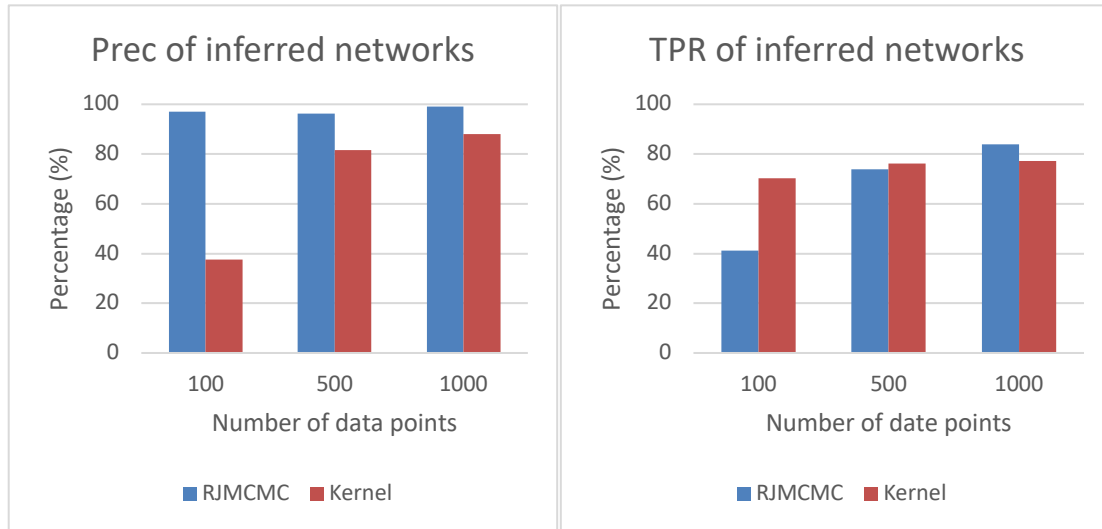 Prec of inferred networks
Percentage (%)
100
80
60
40
20
0
100 500 1000
Number of data points
RJMCMC Kernel
TPR of inferred networks
Percentage (%)
100
80
60
40
20
0
100 500 1000
Number of date points
RJMCMC Kernel